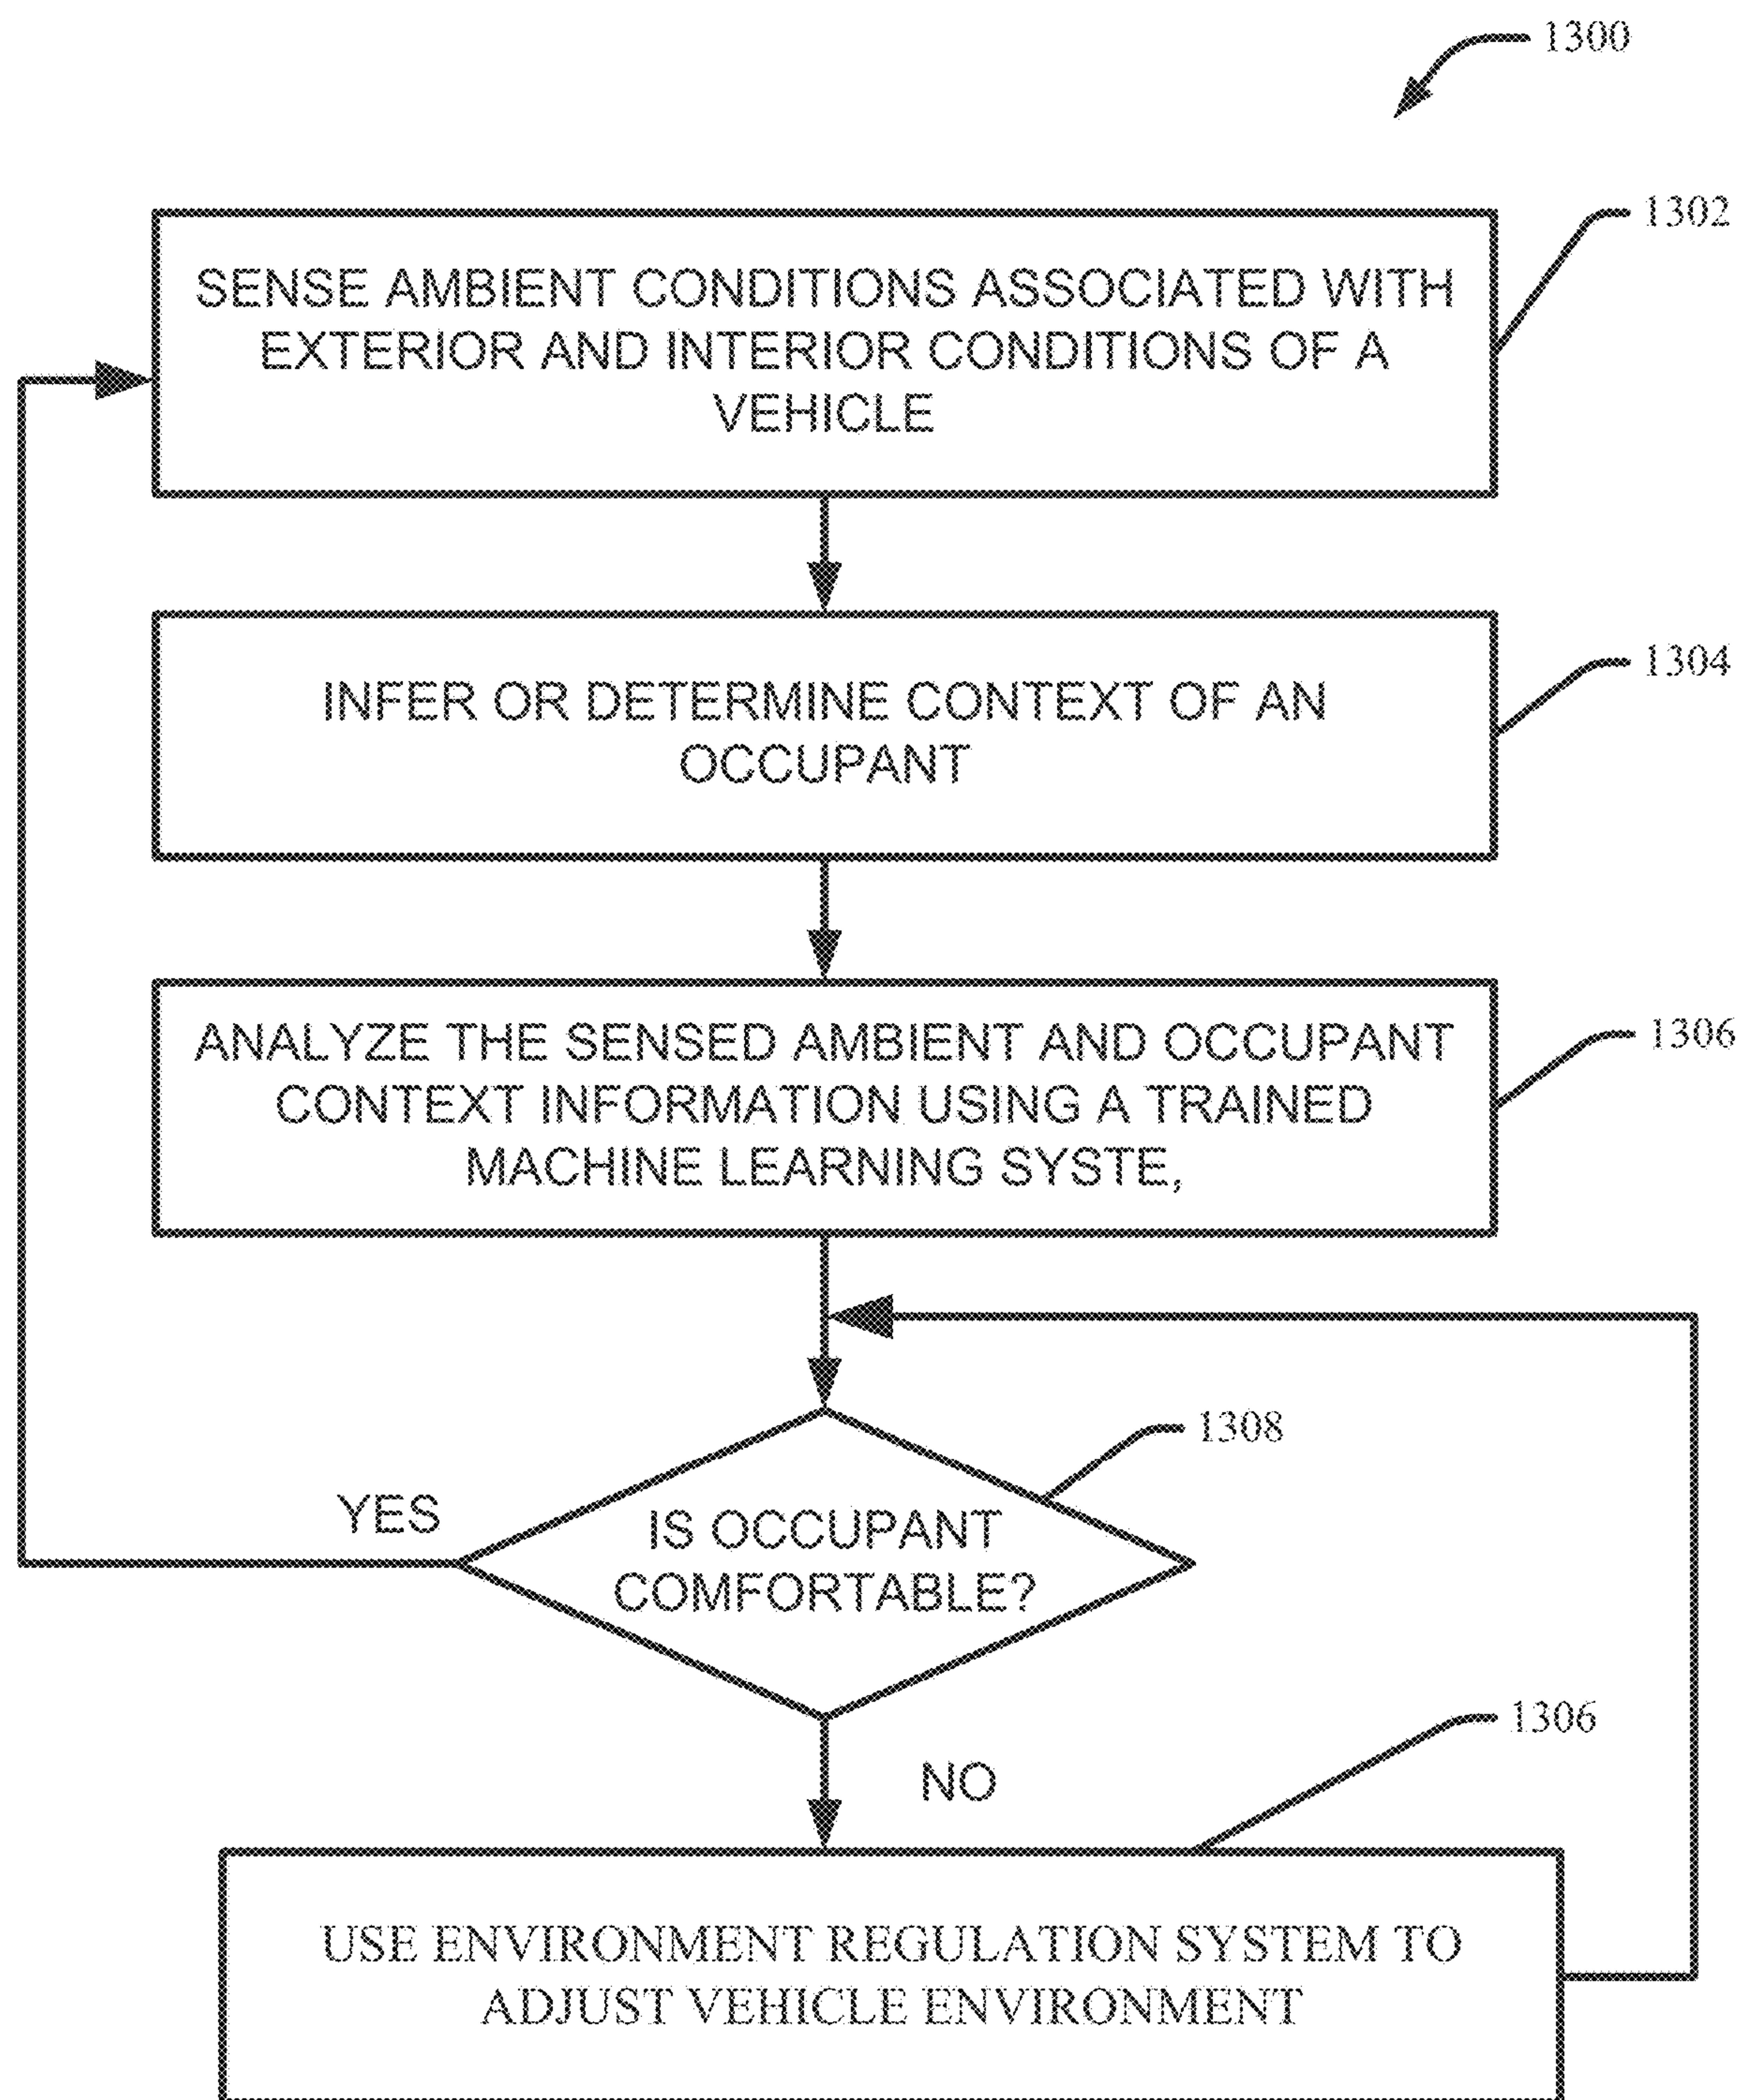 1300
1302
SENSE AMBIENT CONDITIONS ASSOCIATED WITH
EXTERIOR AND INTERIOR CONDITIONS OF A
VEHICLE
1304
INFER OR DETERMINE CONTEXT OF AN
OCCUPANT
1306
ANALYZE THE SENSED AMBIENT AND OCCUPANT
CONTEXT INFORMATION USING A TRAINED
MACHINE LEARNING SYSTE,
1308
YES
IS OCCUPANT
COMFORTABLE?
NO
1306
USE ENVIRONMENT REGULATION SYSTEM TO
ADJUST VEHICLE ENVIRONMENT